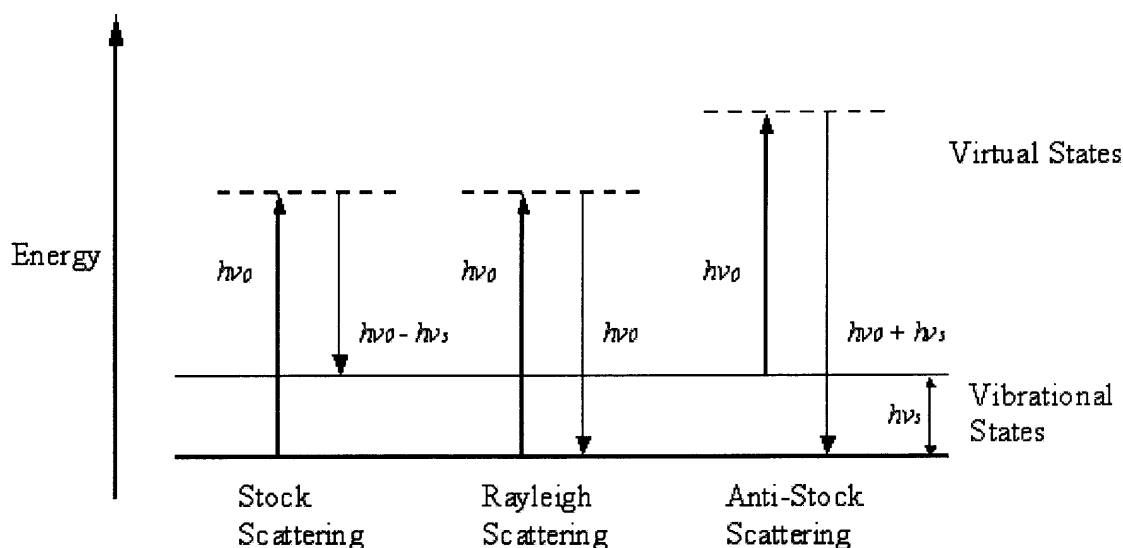 Virtual States
Energy
hν0
hν0
hν0
hν0 - hνs
hν0
hν0 + hνs
hνs
Vibrational
States
Stock
Scattering
Rayleigh
Scattering
Anti-Stock
Scattering